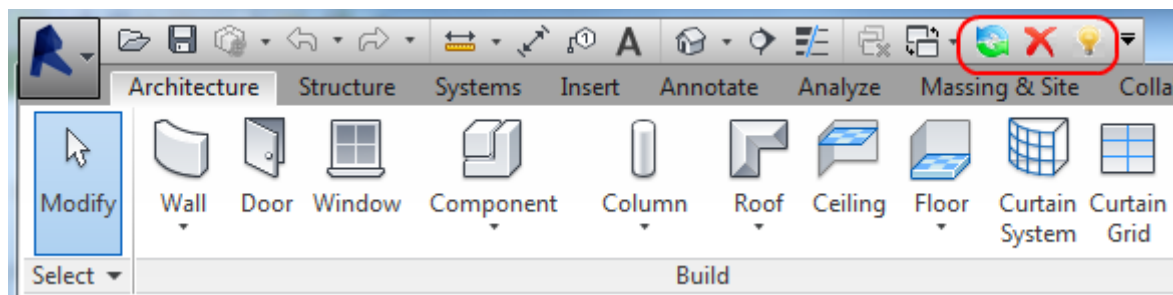 A
Architecture Structure Systems Insert Annotate Analyze Massing & Site Colla
Modify Wall Door Window Component Column Roof Ceiling Floor Curtain System Curtain Grid
Select Build